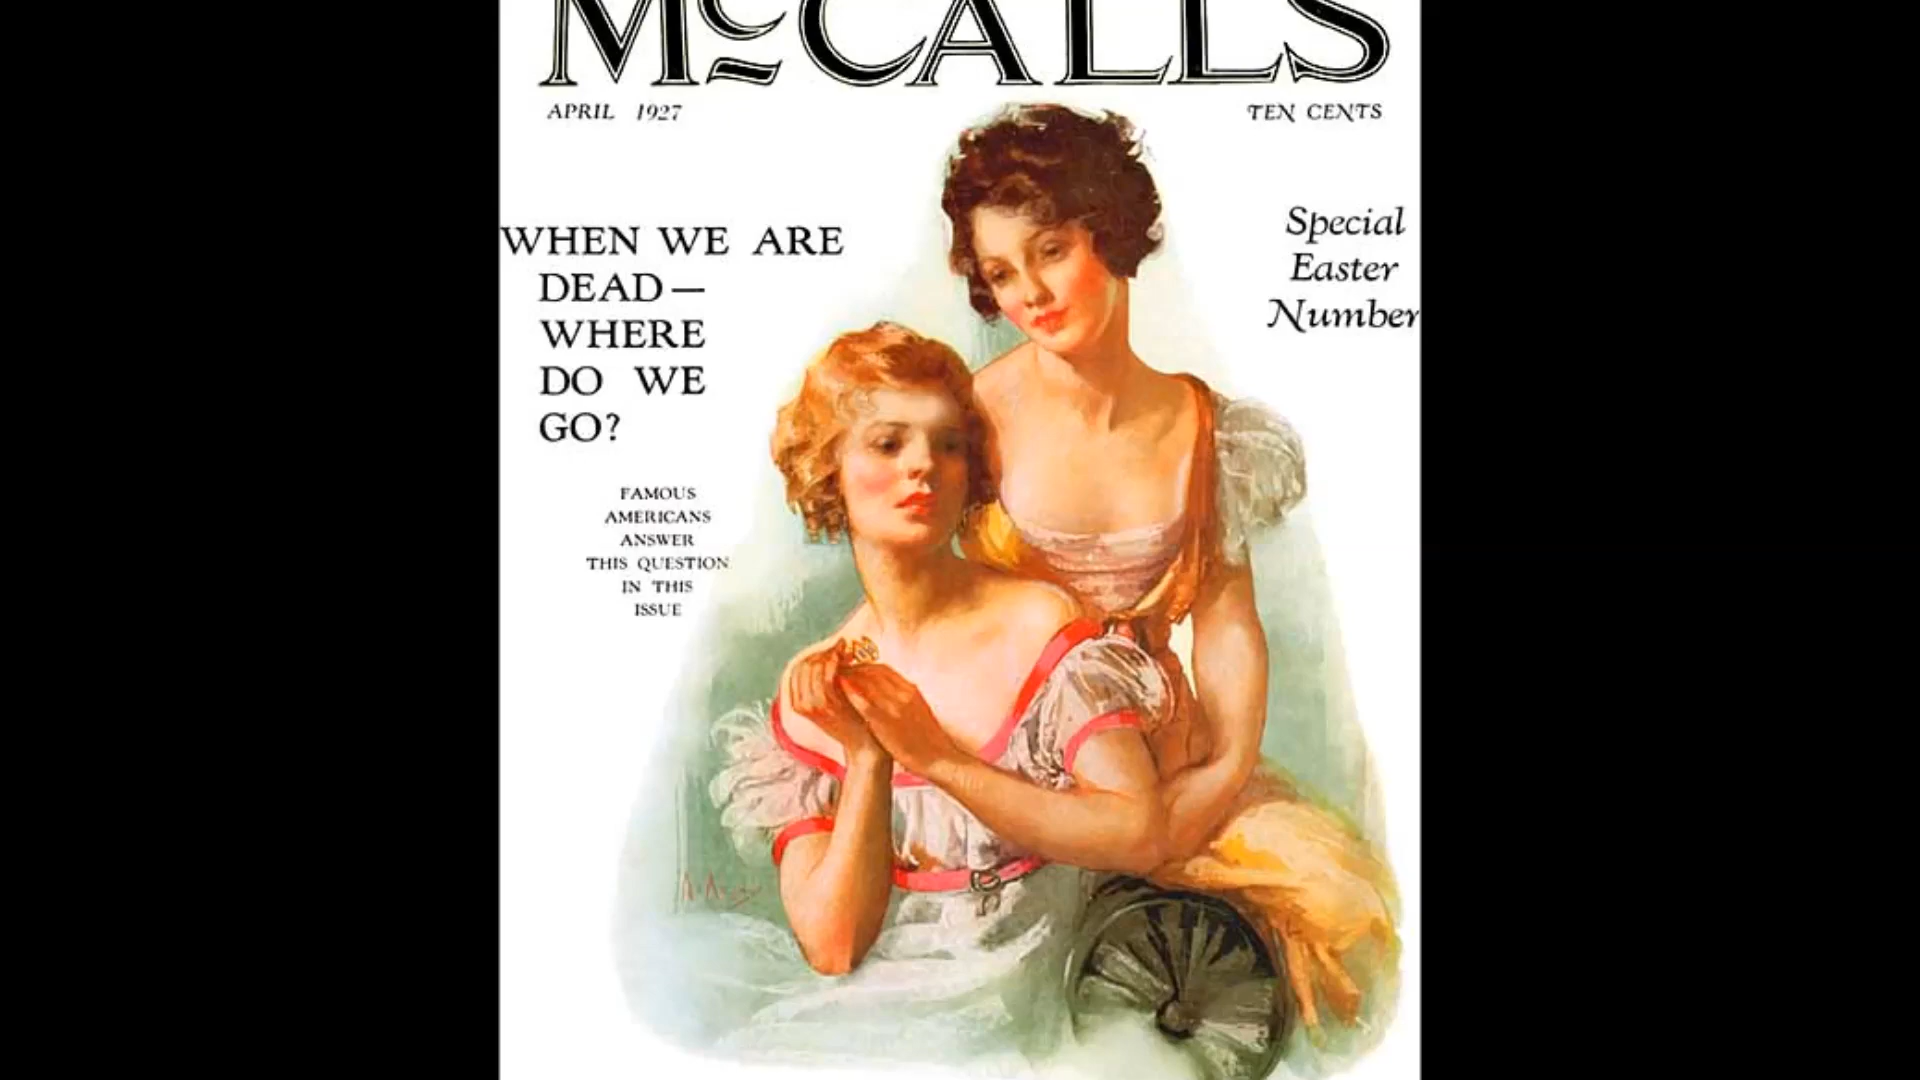 McCALLS
APRIL 1927
TEN CENTS
WHEN WE ARE
DEAD—
WHERE
DO WE
GO?
Special
Easter
Number
FAMOUS
AMERICANS
ANSWER
THIS QUESTION
IN THIS
ISSUE